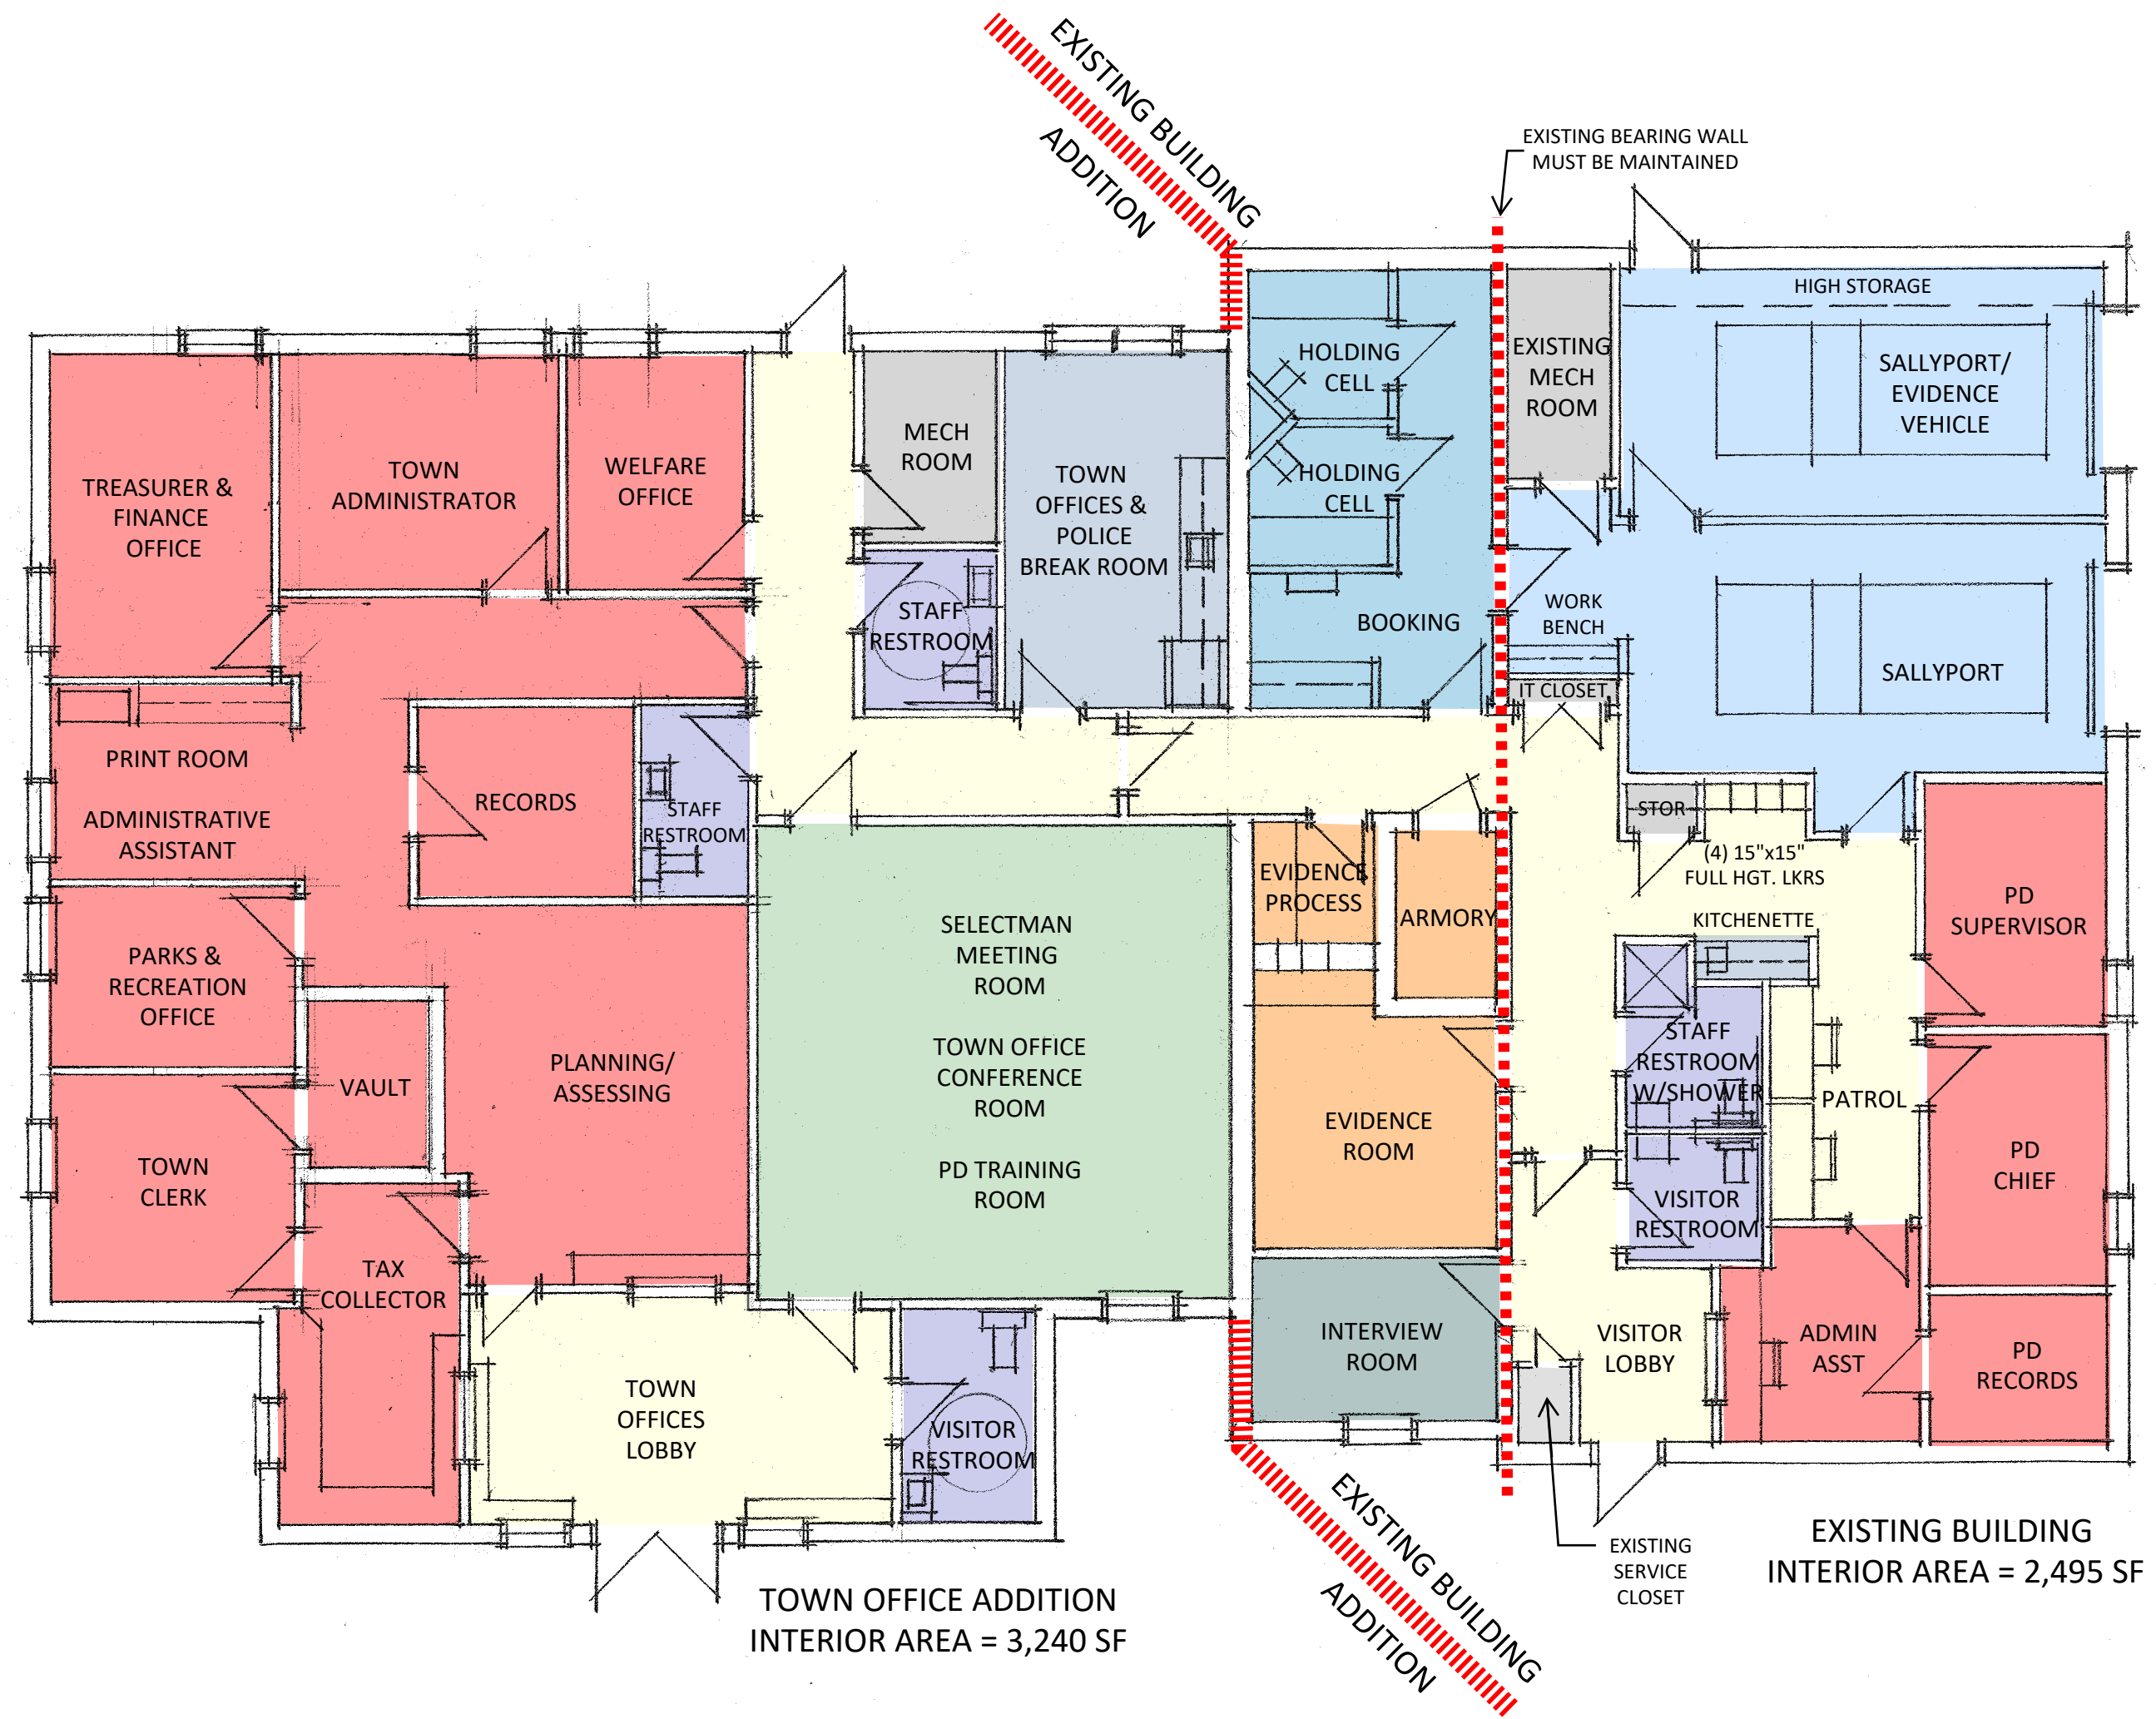 EXISTING BUILDING
ADDITION
EXISTING BEARING WALL
MUST BE MAINTAINED
HIGH STORAGE
SALLYPORT/
EVIDENCE
VEHICLE
EXISTING
MECH
ROOM
HOLDING
CELL
HOLDING
CELL
BOOKING
WORK
BENCH
SALLYPORT
IT CLOSET
MECH
ROOM
TOWN
OFFICES &
POLICE
BREAK ROOM
STAFF
RESTROOM
TREASURER &
FINANCE
OFFICE
TOWN
ADMINISTRATOR
WELFARE
OFFICE
PRINT ROOM
ADMINISTRATIVE
ASSISTANT
RECORDS
STAFF
RESTROOM
PARKS &
RECREATION
OFFICE
VAULT
PLANNING/
ASSESSING
TOWN
CLERK
TAX
COLLECTOR
SELECTMAN
MEETING
ROOM
TOWN OFFICE
CONFERENCE
ROOM
PD TRAINING
ROOM
EVIDENCE
PROCESS
ARMORY
EVIDENCE
ROOM
INTERVIEW
ROOM
STOR
(4) 15"x15"
FULL HGT. LKRS
KITCHENETTE
STAFF
RESTROOM
W/SHOWER
PATROL
VISITOR
RESTROOM
PD
SUPERVISOR
PD
CHIEF
PD
RECORDS
ADMIN
ASST
VISITOR
LOBBY
TOWN
OFFICES
LOBBY
VISITOR
RESTROOM
EXISTING
SERVICE
CLOSET
EXISTING BUILDING
ADDITION
EXISTING BUILDING
INTERIOR AREA = 2,495 SF
TOWN OFFICE ADDITION
INTERIOR AREA = 3,240 SF